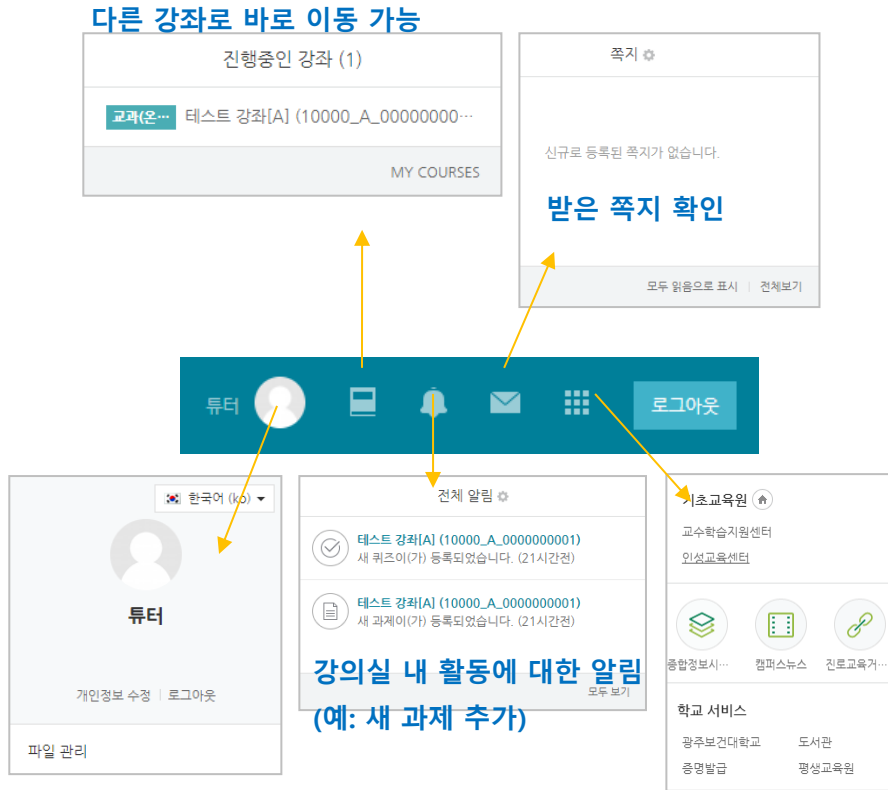 다른 강좌로 바로 이동 가능
진행중인 강좌 (1)
교과(온··· 테스트 강좌[A] (10000_A_00000000···
MY COURSES
쪽지
신규로 등록된 쪽지가 없습니다.
받은 쪽지 확인
모두 읽음으로 표시 | 전체보기
튜터
로그아웃
한국어 (ko)
튜터
개인정보 수정 | 로그아웃
파일 관리
전체 알림
테스트 강좌[A] (10000_A_0000000001)
새 퀴즈이(가) 등록되었습니다. (21시간전)
테스트 강좌[A] (10000_A_0000000001)
새 과제이(가) 등록되었습니다. (21시간전)
강의실 내 활동에 대한 알림
모두 보기
(예: 새 과제 추가)
기초교육원
교수학습지원센터
인성교육센터
종합정보시··· 캠퍼스뉴스 진로교육거···
학교 서비스
광주보건대학교 도서관
증명발급 평생교육원